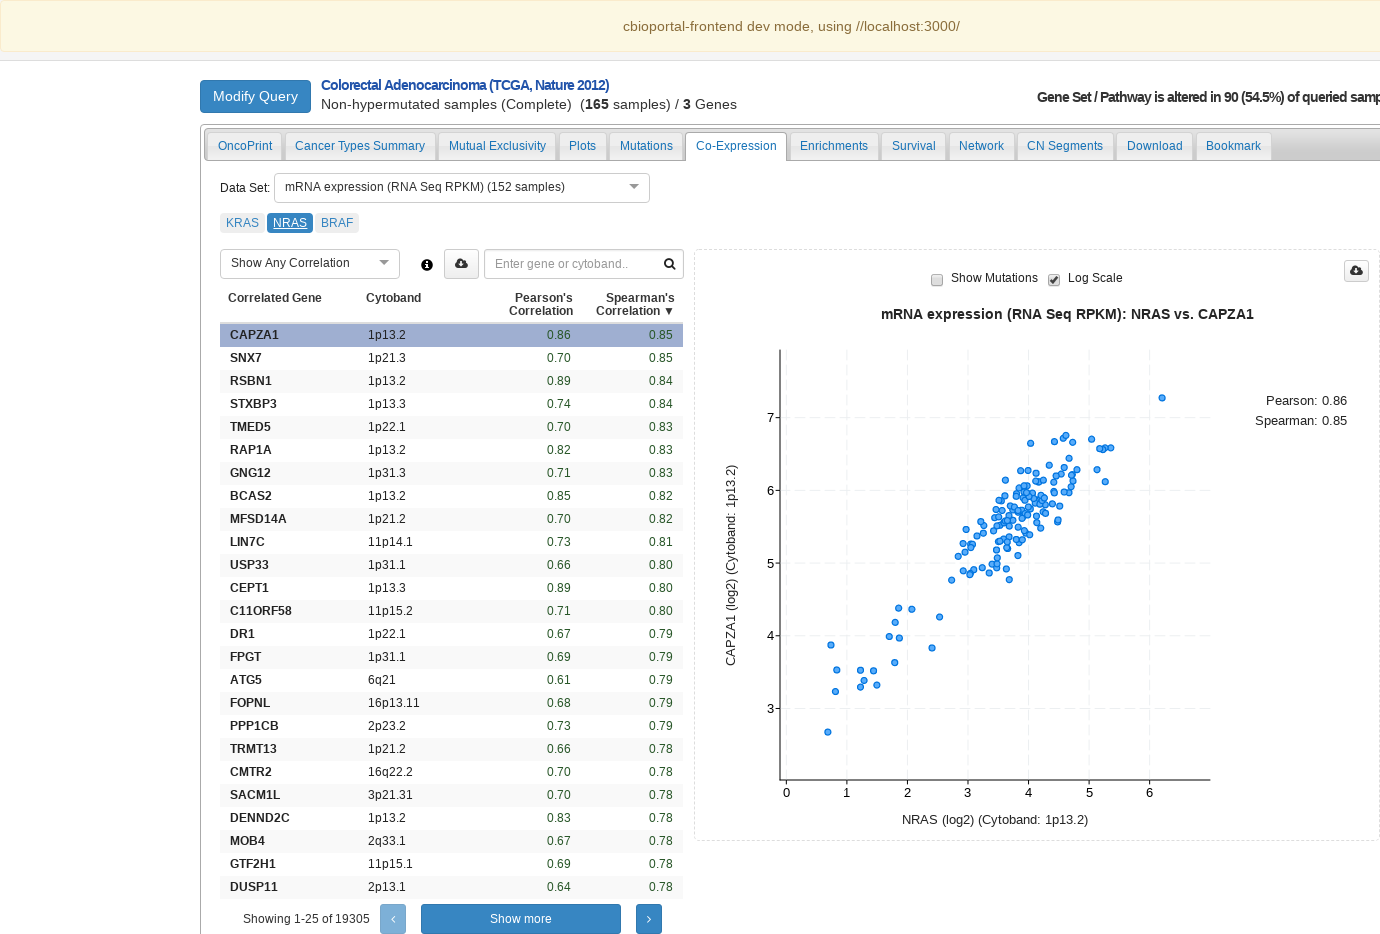 cbioportal-frontend dev mode, using //localhost:3000/
Modify Query
Colorectal Adenocarcinoma (TCGA, Nature 2012)
Non-hypermutated samples (Complete) (165 samples) / 3 Genes
Gene Set / Pathway is altered in 90 (54.5%) of queried samp
OncoPrint Cancer Types Summary Mutual Exclusivity Plots Mutations Co-Expression Enrichments Survival Network CN Segments Download Bookmark
Data Set: mRNA expression (RNA Seq RPKM) (152 samples)
KRAS NRAS BRAF
Show Any Correlation Enter gene or cytoband..
Correlated Gene Cytoband Pearson's Correlation Spearman's Correlation ▼
CAPZA1 1p13.2 0.86 0.85
SNX7 1p21.3 0.70 0.85
RSBN1 1p13.2 0.89 0.84
STXBP3 1p13.3 0.74 0.84
TMED5 1p22.1 0.70 0.83
RAP1A 1p13.2 0.82 0.83
GNG12 1p31.3 0.71 0.83
BCAS2 1p13.2 0.85 0.82
MFSD14A 1p21.2 0.70 0.82
LIN7C 11p14.1 0.73 0.81
USP33 1p31.1 0.66 0.80
CEPT1 1p13.3 0.89 0.80
C11ORF58 11p15.2 0.71 0.80
DR1 1p22.1 0.67 0.79
FPGT 1p31.1 0.69 0.79
ATG5 6q21 0.61 0.79
FOPNL 16p13.11 0.68 0.79
PPP1CB 2p23.2 0.73 0.79
TRMT13 1p21.2 0.66 0.78
CMTR2 16q22.2 0.70 0.78
SACM1L 3p21.31 0.70 0.78
DENND2C 1p13.2 0.83 0.78
MOB4 2q33.1 0.67 0.78
GTF2H1 11p15.1 0.69 0.78
DUSP11 2p13.1 0.64 0.78
Showing 1-25 of 19305 ‹ Show more ›
Show Mutations Log Scale
mRNA expression (RNA Seq RPKM): NRAS vs. CAPZA1
Pearson: 0.86
Spearman: 0.85
CAPZA1 (log2) (Cytoband: 1p13.2)
7
6
5
4
3
0 1 2 3 4 5 6
NRAS (log2) (Cytoband: 1p13.2)